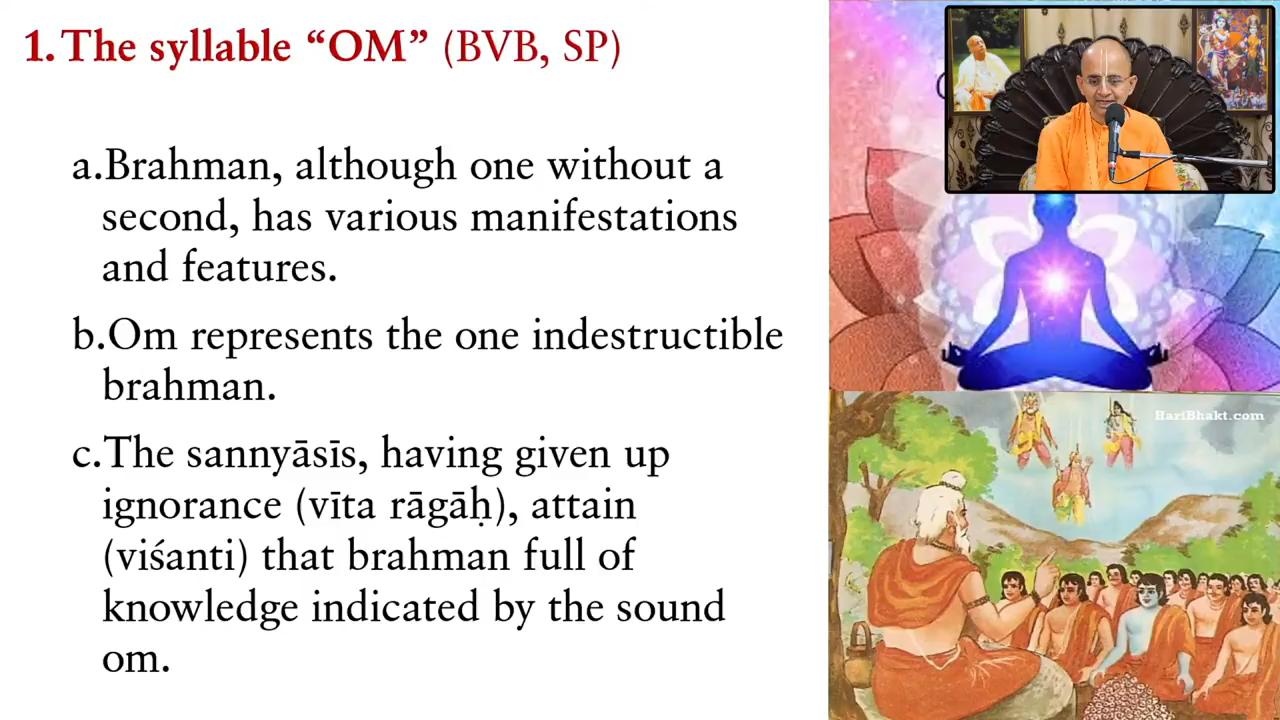 1. The syllable “OM” (BVB, SP)
a.Brahman, although one without a
second, has various manifestations
and features.
b.Om represents the one indestructible
brahman.
c.The sannyāsīs, having given up
ignorance (vīta rāgāḥ), attain
(viśanti) that brahman full of
knowledge indicated by the sound
om.
HariBhakt.com